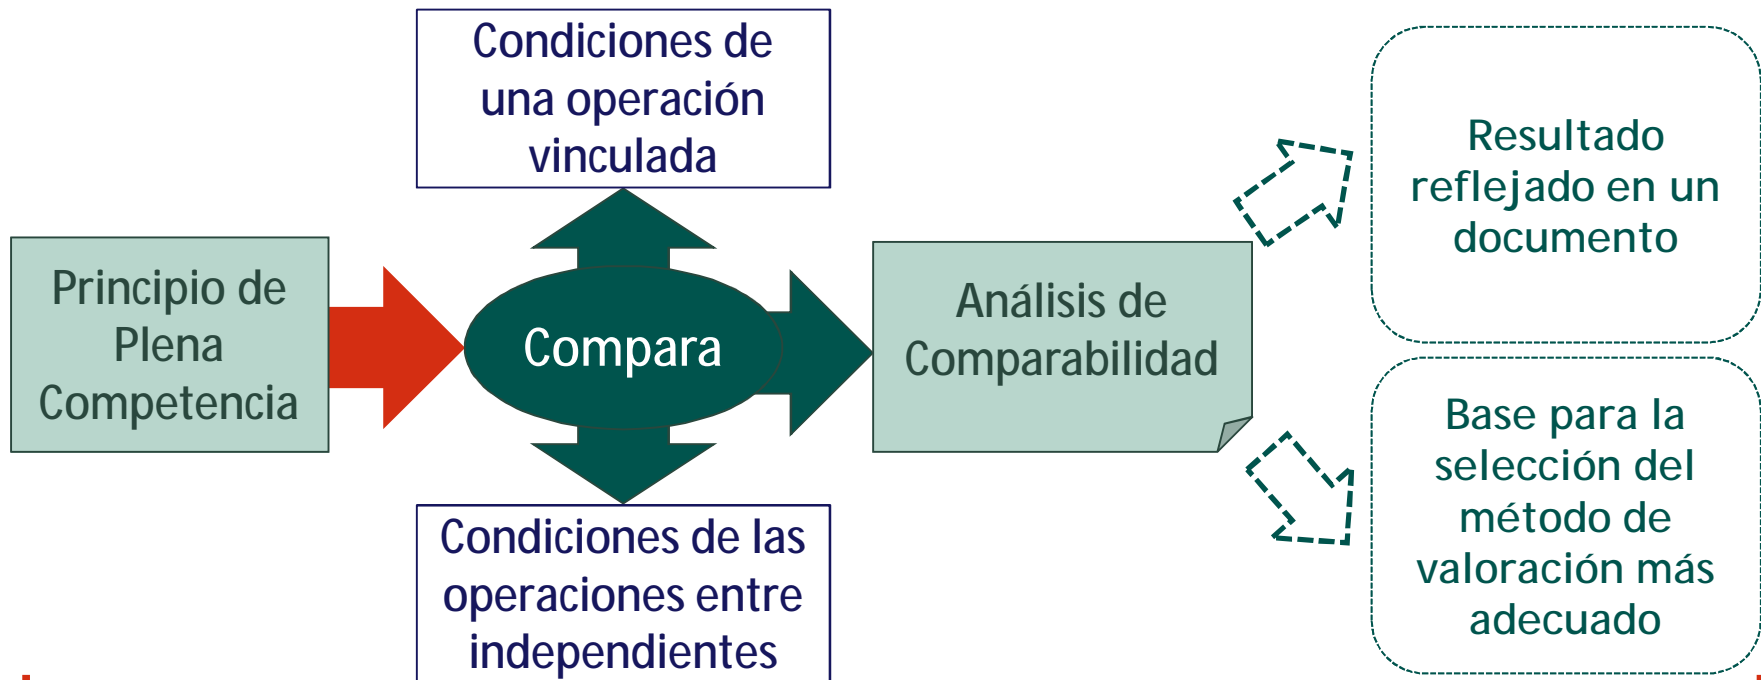 Condiciones de
una operación
vinculada
Principio de
Plena
Competencia
Compara
Condiciones de las
operaciones entre
independientes
Análisis de
Comparabilidad
Resultado
reflejado en un
documento
Base para la
selección del
método de
valoración más
adecuado